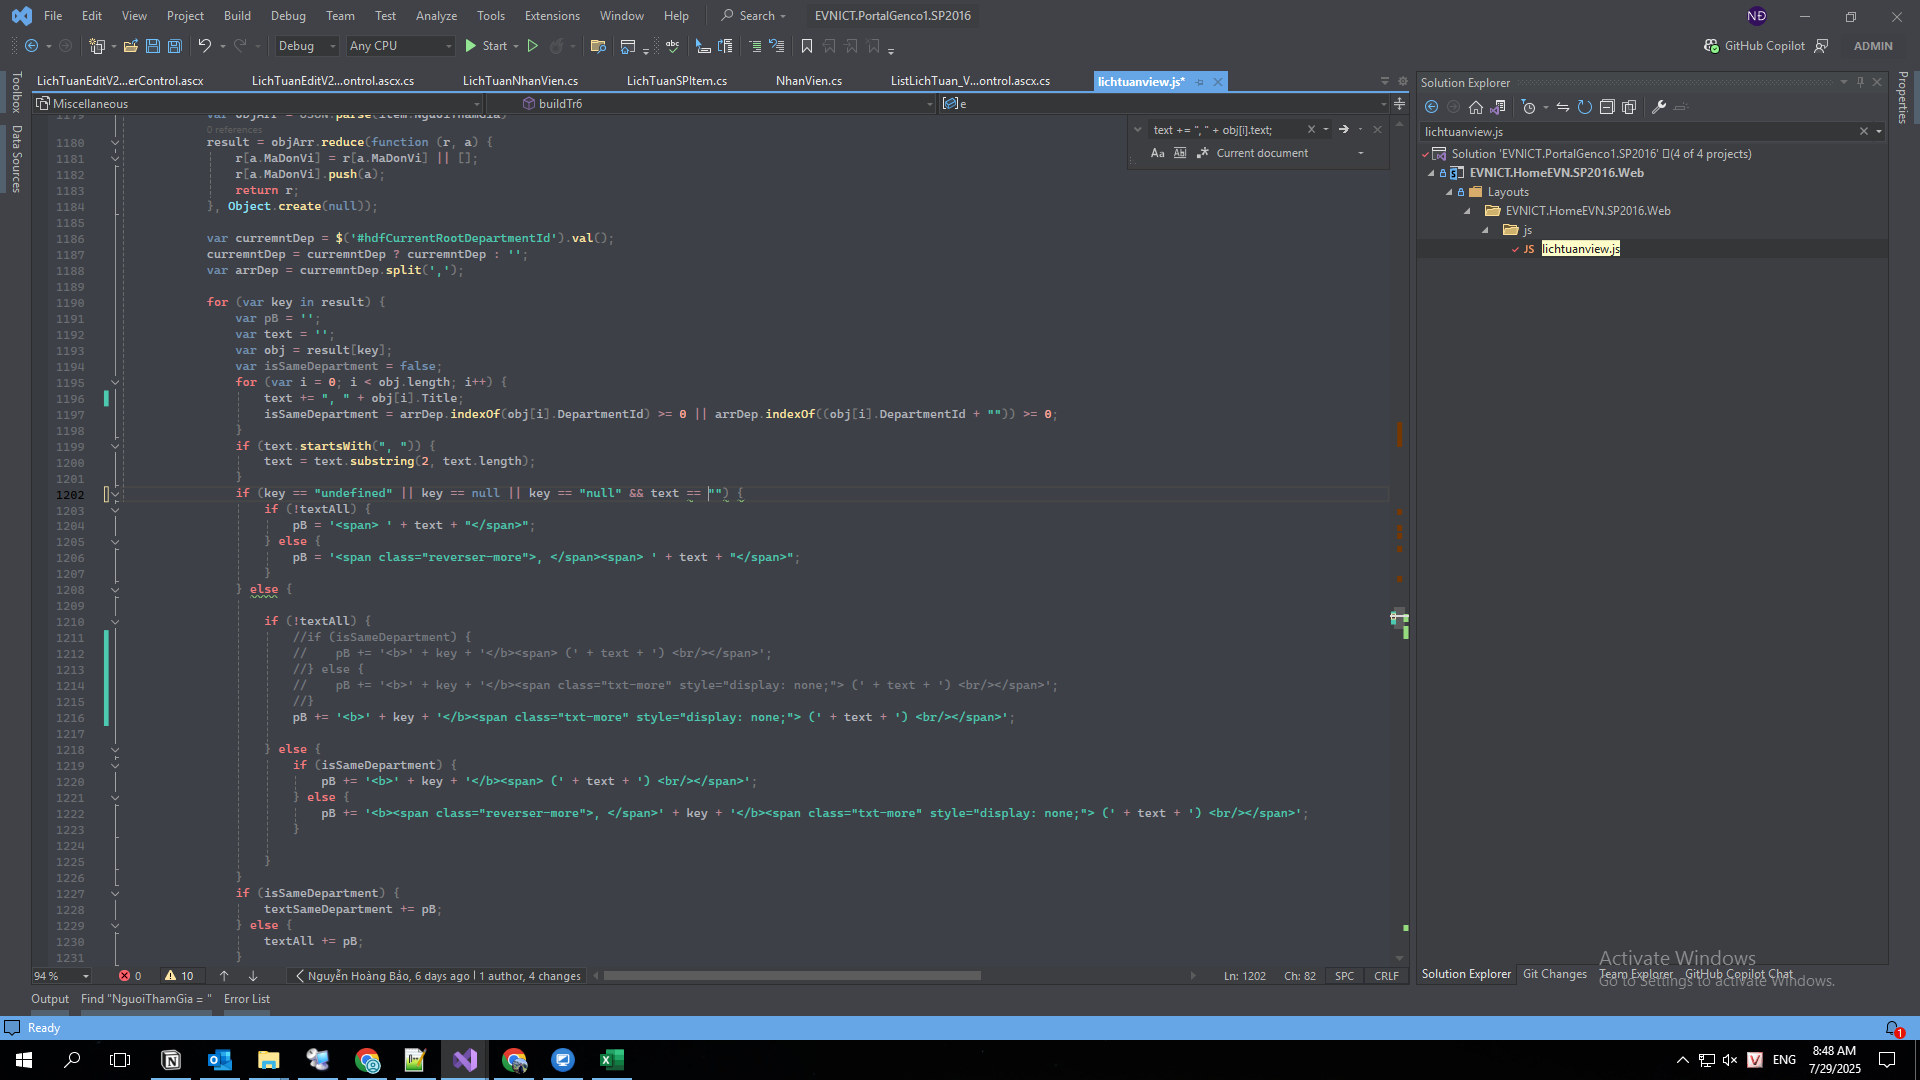 File Edit View Project Build Debug Team Test Analyze Tools Extensions Window Help Search EVNICT.PortalGenco1.SP2016 NĐ
Debug Any CPU Start GitHub Copilot ADMIN
Toolbox
Data Sources
LichTuanEditV2...erControl.ascx LichTuanEditV2...ontrol.ascx.cs LichTuanNhanVien.cs LichTuanSPItem.cs NhanVien.cs ListLichTuan_V...ontrol.ascx.cs lichtuanview.js*
Miscellaneous buildTr6 e
text += ", " + obj[i].text;
Aa Ab Current document
1179 var objArr = JSON.parse(item.NguoiThamGia)
0 references
1180 result = objArr.reduce(function (r, a) {
1181 r[a.MaDonVi] = r[a.MaDonVi] || [];
1182 r[a.MaDonVi].push(a);
1183 return r;
1184 }, Object.create(null));
1185
1186 var curremntDep = $('#hdfCurrentRootDepartmentId').val();
1187 curremntDep = curremntDep ? curremntDep : '';
1188 var arrDep = curremntDep.split(',');
1189
1190 for (var key in result) {
1191 var pB = '';
1192 var text = '';
1193 var obj = result[key];
1194 var isSameDepartment = false;
1195 for (var i = 0; i < obj.length; i++) {
1196 text += ", " + obj[i].Title;
1197 isSameDepartment = arrDep.indexOf(obj[i].DepartmentId) >= 0 || arrDep.indexOf((obj[i].DepartmentId + "")) >= 0;
1198 }
1199 if (text.startsWith(", ")) {
1200 text = text.substring(2, text.length);
1201 }
1202 if (key == "undefined" || key == null || key == "null" && text == "") {
1203 if (!textAll) {
1204 pB = '<span> ' + text + "</span>";
1205 } else {
1206 pB = '<span class="reverser-more">, </span><span> ' + text + "</span>";
1207 }
1208 } else {
1209
1210 if (!textAll) {
1211 //if (isSameDepartment) {
1212 // pB += '<b>' + key + '</b><span> (' + text + ') <br/></span>';
1213 //} else {
1214 // pB += '<b>' + key + '</b><span class="txt-more" style="display: none;"> (' + text + ') <br/></span>';
1215 //}
1216 pB += '<b>' + key + '</b><span class="txt-more" style="display: none;"> (' + text + ') <br/></span>';
1217
1218 } else {
1219 if (isSameDepartment) {
1220 pB += '<b>' + key + '</b><span> (' + text + ') <br/></span>';
1221 } else {
1222 pB += '<b><span class="reverser-more">, </span>' + key + '</b><span class="txt-more" style="display: none;"> (' + text + ') <br/></span>';
1223 }
1224
1225 }
1226 }
1227 if (isSameDepartment) {
1228 textSameDepartment += pB;
1229 } else {
1230 textAll += pB;
1231 }
94 % 0 10 Nguyễn Hoàng Bảo, 6 days ago | 1 author, 4 changes Ln: 1202 Ch: 82 SPC CRLF
Output Find "NguoiThamGia = " Error List
Solution Explorer
lichtuanview.js
Solution 'EVNICT.PortalGenco1.SP2016' (4 of 4 projects)
EVNICT.HomeEVN.SP2016.Web
Layouts
EVNICT.HomeEVN.SP2016.Web
js
JS lichtuanview.js
Properties
Activate Windows
Go to Settings to activate Windows.
Solution Explorer Git Changes Team Explorer GitHub Copilot Chat
Ready 1
V ENG 8:48 AM
7/29/2025